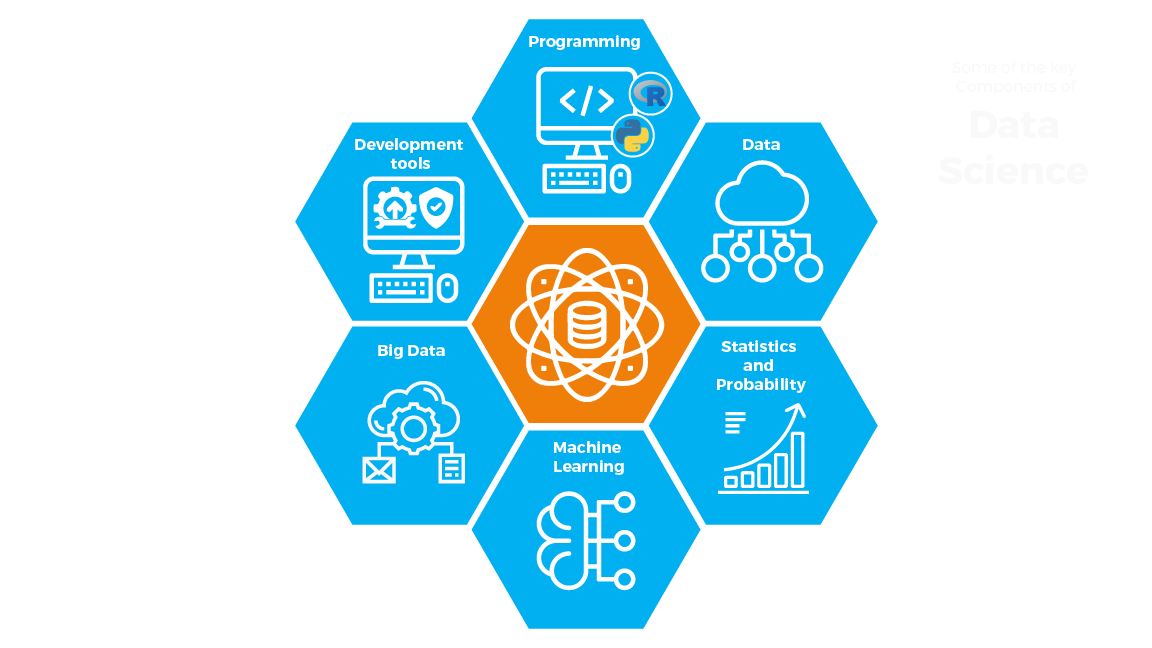 Programming
Some of the key
Components of
Data
Science
Development
tools
Data
R
Big Data
Statistics
and
Probability
Machine
Learning